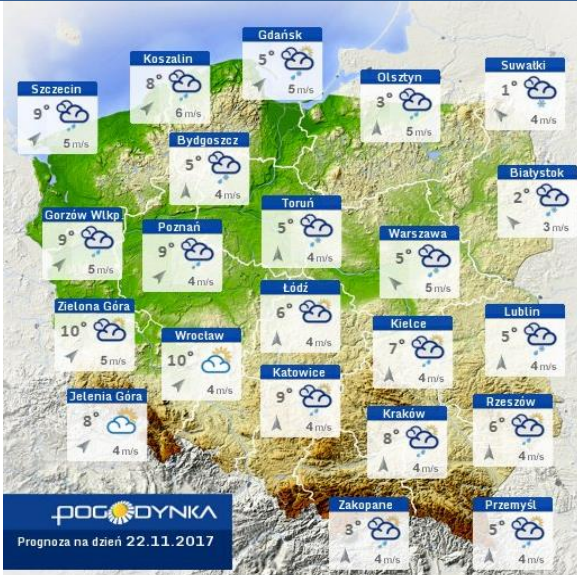 Gdańsk
5°
5 m/s
Koszalin
8°
6 m/s
Suwałki
1°
4 m/s
Olsztyn
3°
5 m/s
Szczecin
9°
5 m/s
Bydgoszcz
5°
4 m/s
Białystok
2°
3 m/s
Toruń
5°
4 m/s
Gorzów Wlkp
9°
5 m/s
Poznań
9°
4 m/s
Warszawa
5°
5 m/s
Łódź
6°
4 m/s
Zielona Góra
10°
5 m/s
Lublin
5°
4 m/s
Kielce
7°
4 m/s
Wrocław
10°
4 m/s
Katowice
9°
4 m/s
Jelenia Góra
8°
4 m/s
Rzeszów
6°
4 m/s
Kraków
8°
4 m/s
Zakopane
3°
4 m/s
Przemyśl
5°
4 m/s
POGODYNKA
Prognoza na dzień 22.11.2017